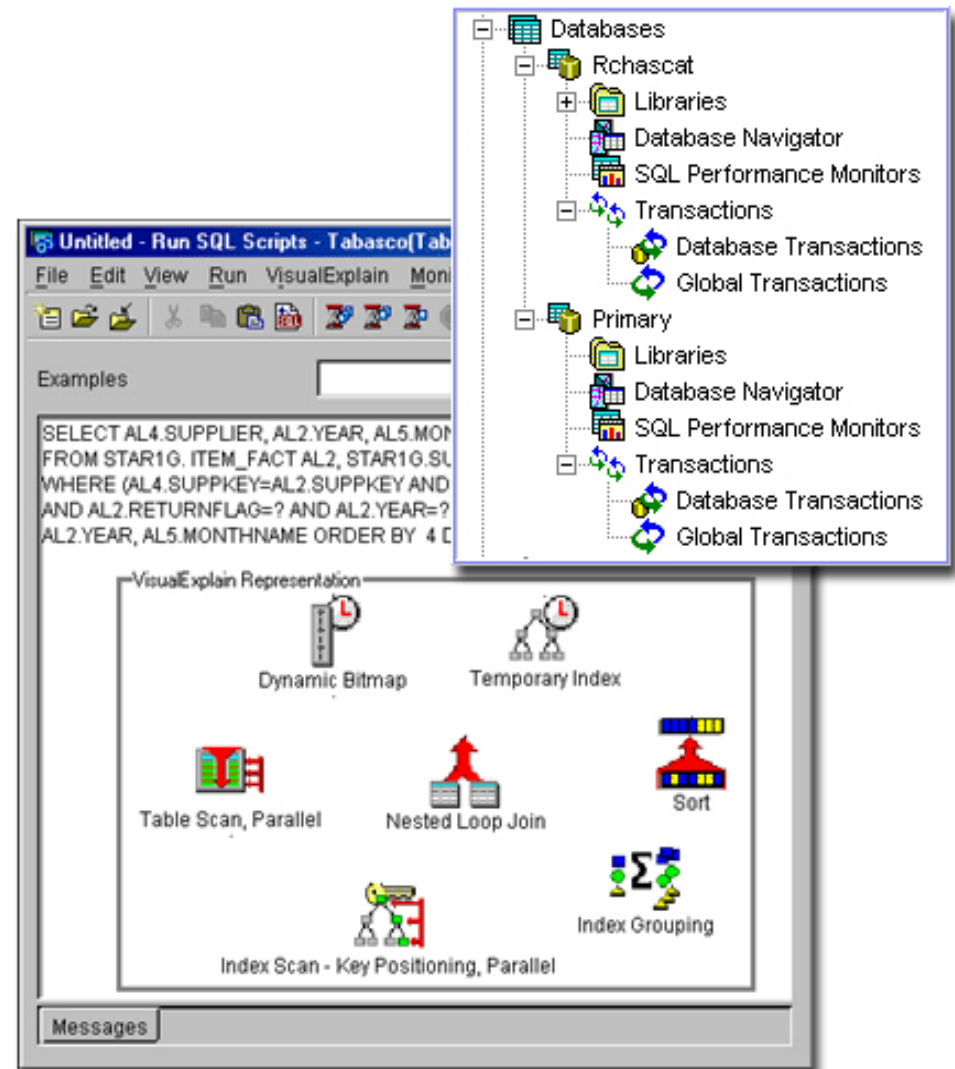 Databases
Rchascat
Libraries
Database Navigator
SQL Performance Monitors
Transactions
Database Transactions
Global Transactions
Primary
Libraries
Database Navigator
SQL Performance Monitors
Transactions
Database Transactions
Global Transactions
Untitled - Run SQL Scripts - Tabasco(Tab
File Edit View Run VisualExplain Moni
Examples
SELECT AL4.SUPPLIER, AL2.YEAR, AL5.MON
FROM STAR1G. ITEM_FACT AL2, STAR1G.SU
WHERE (AL4.SUPPKEY=AL2.SUPPKEY AND
AND AL2.RETURNFLAG=? AND AL2.YEAR=?
AL2.YEAR, AL5.MONTHNAME ORDER BY 4 D
VisualExplain Representation
Dynamic Bitmap
Temporary Index
Table Scan, Parallel
Nested Loop Join
Sort
Index Grouping
Index Scan - Key Positioning, Parallel
Messages